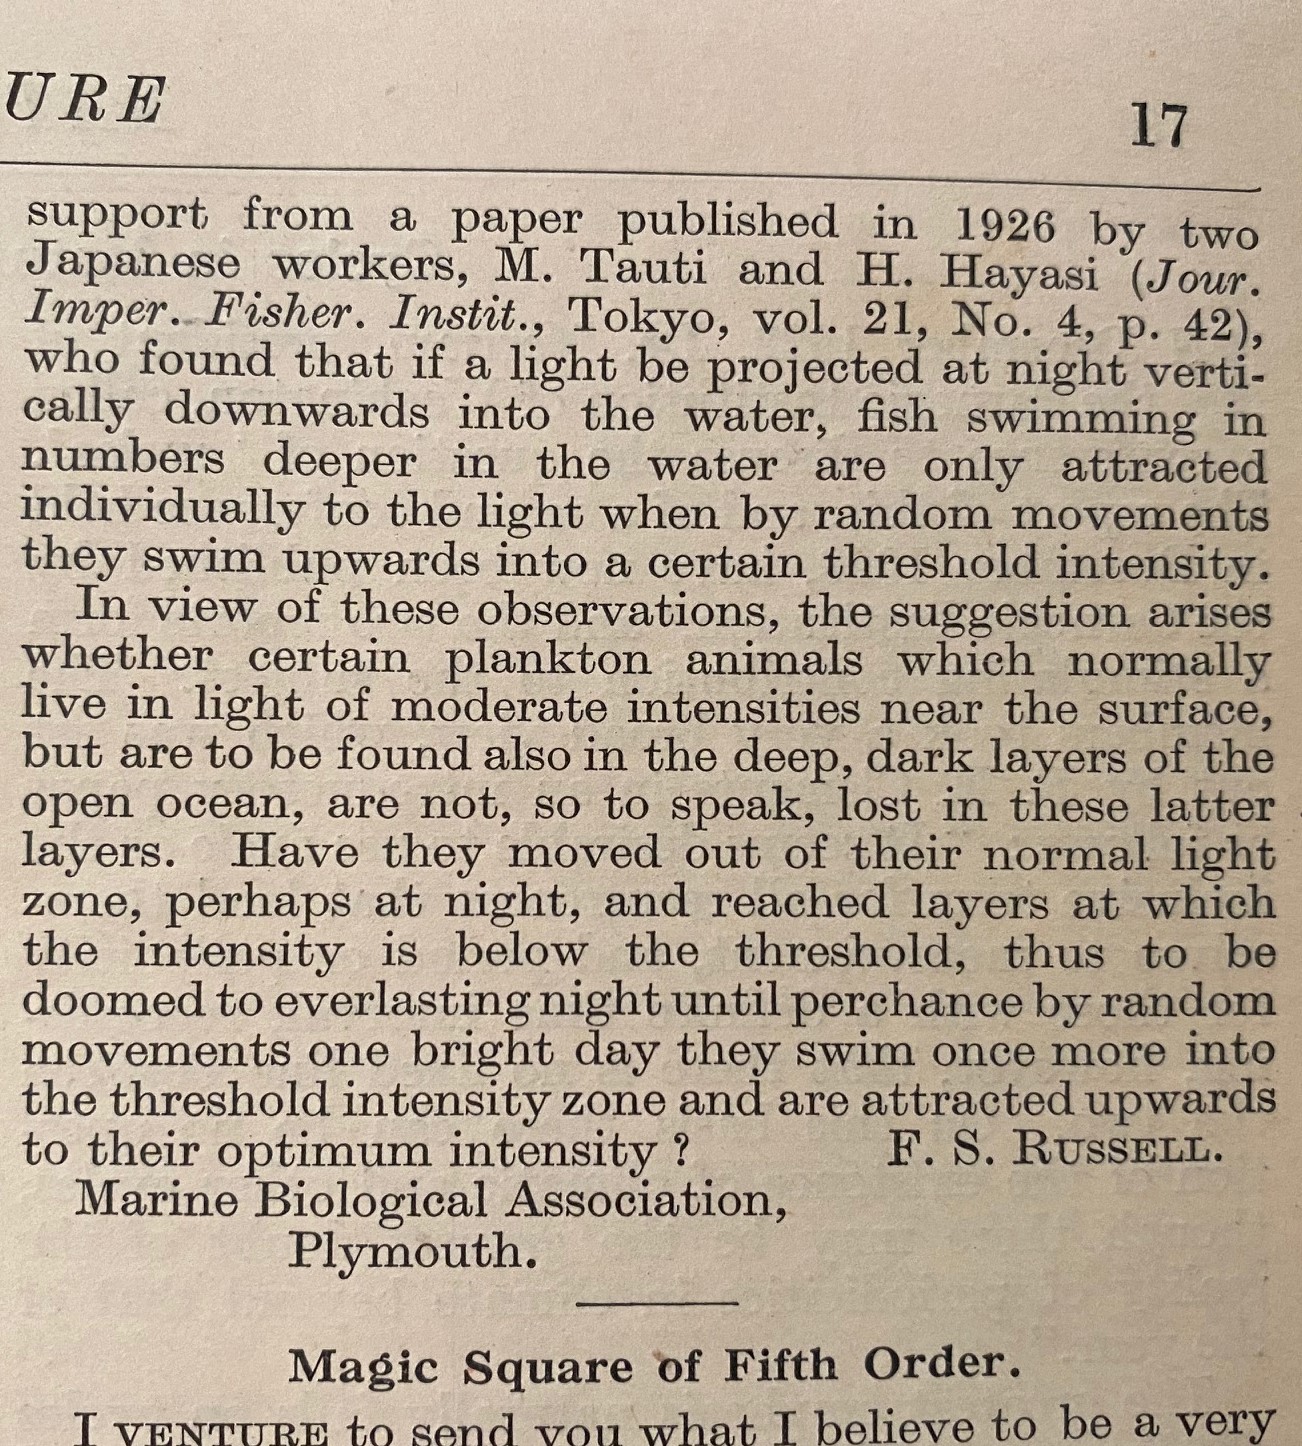 URE
17
support from a paper published in 1926 by two
Japanese workers, M. Tauti and H. Hayasi (Jour.
Imper. Fisher. Instit., Tokyo, vol. 21, No. 4, p. 42),
who found that if a light be projected at night verti-
cally downwards into the water, fish swimming in
numbers deeper in the water are only attracted
individually to the light when by random movements
they swim upwards into a certain threshold intensity.
In view of these observations, the suggestion arises
whether certain plankton animals which normally
live in light of moderate intensities near the surface,
but are to be found also in the deep, dark layers of the
open ocean, are not, so to speak, lost in these latter
layers. Have they moved out of their normal light
zone, perhaps at night, and reached layers at which
the intensity is below the threshold, thus to be
doomed to everlasting night until perchance by random
movements one bright day they swim once more into
the threshold intensity zone and are attracted upwards
to their optimum intensity ? F. S. RUSSELL.
Marine Biological Association,
Plymouth.
Magic Square of Fifth Order.
I VENTURE to send you what I believe to be a very